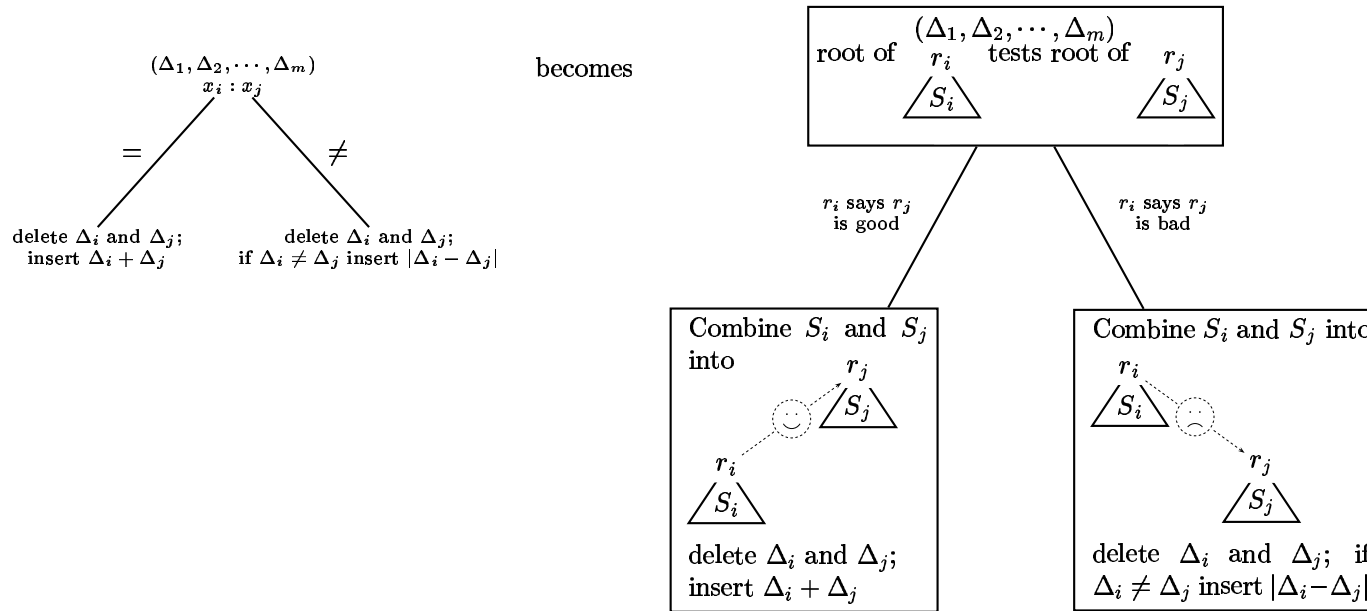 (Δ₁, Δ₂, ⋯, Δₘ)
xᵢ : xⱼ
=
≠
delete Δᵢ and Δⱼ;
insert Δᵢ + Δⱼ
delete Δᵢ and Δⱼ;
if Δᵢ ≠ Δⱼ insert |Δᵢ − Δⱼ|
becomes
(Δ₁, Δ₂, ⋯, Δₘ)
root of rᵢ tests root of rⱼ
Sᵢ Sⱼ
rᵢ says rⱼ
is good
rᵢ says rⱼ
is bad
Combine Sᵢ and Sⱼ
into
rⱼ
Sⱼ
rᵢ
Sᵢ
delete Δᵢ and Δⱼ;
insert Δᵢ + Δⱼ
Combine Sᵢ and Sⱼ into
rᵢ
Sᵢ
rⱼ
Sⱼ
delete Δᵢ and Δⱼ; if
Δᵢ ≠ Δⱼ insert |Δᵢ−Δⱼ|